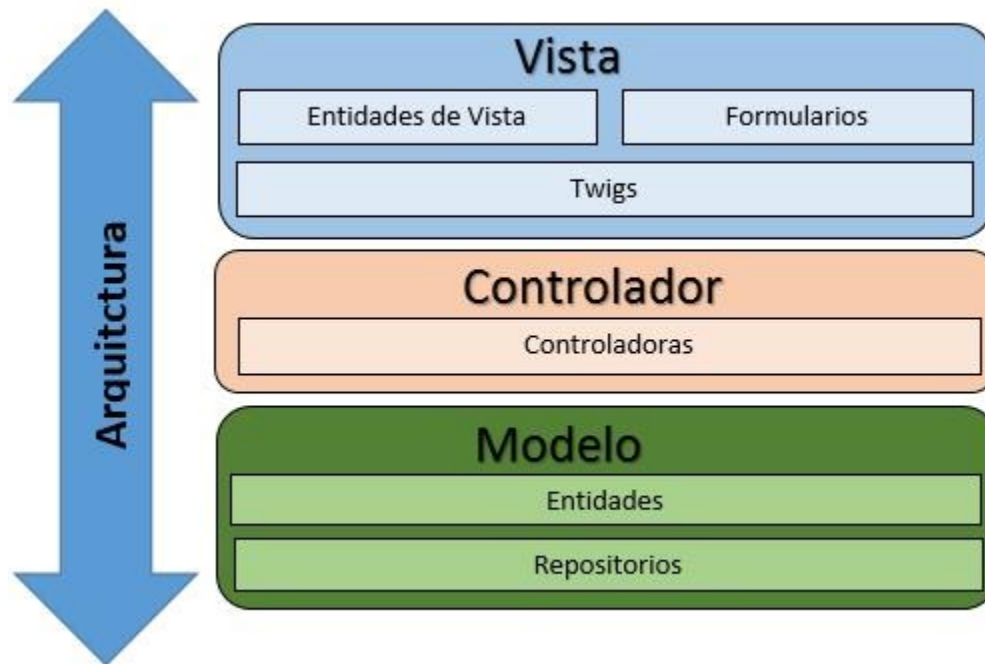 Arquitctura
Vista
Entidades de Vista
Formularios
Twigs
Controlador
Controladoras
Modelo
Entidades
Repositorios